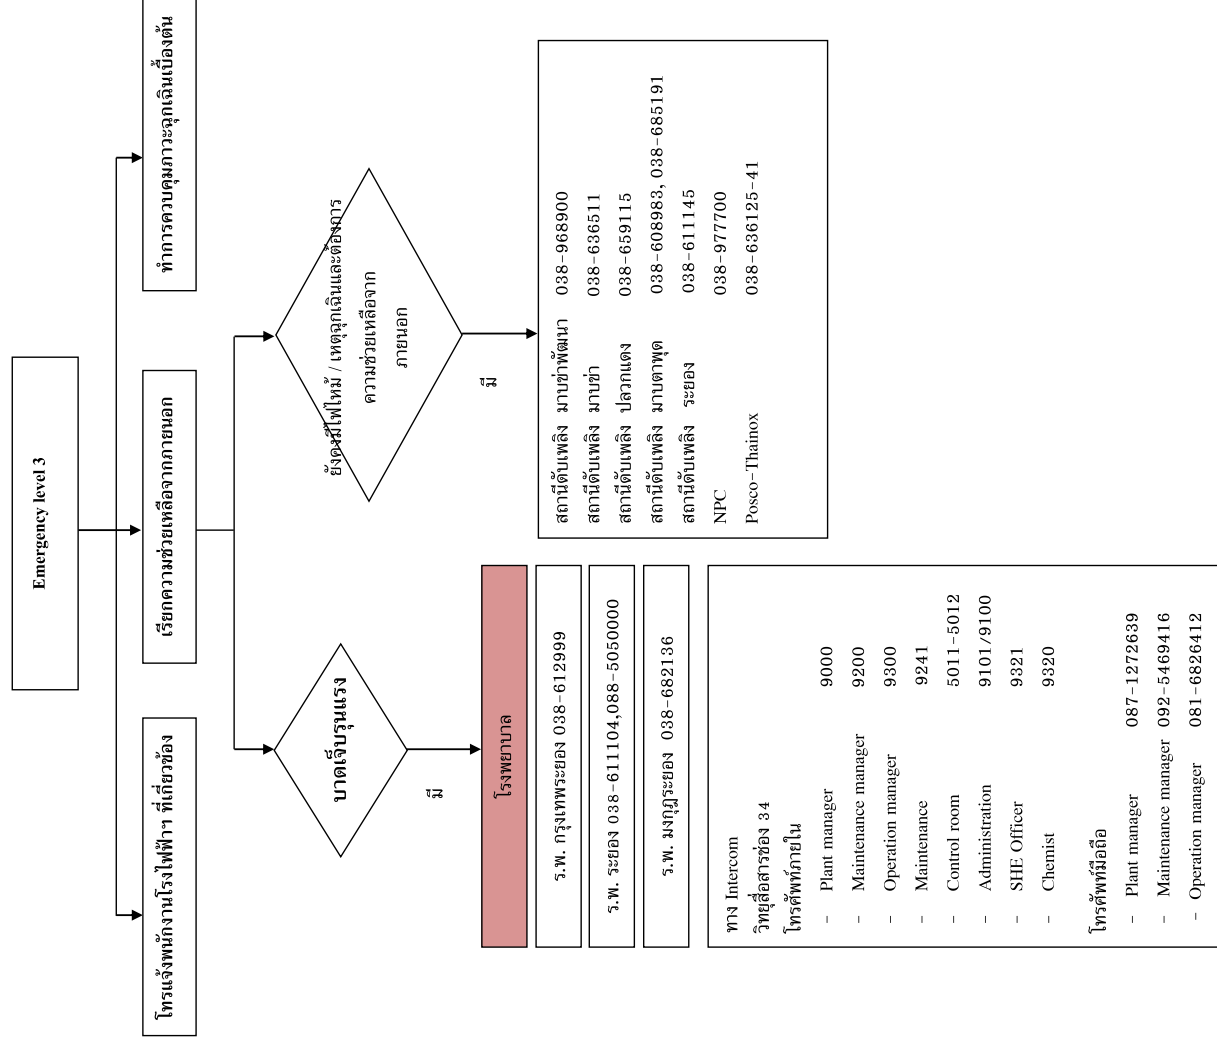 Emergency level 3
โทรแจ้งพนักงานโรงไฟฟ้าฯ ที่เกี่ยวข้อง
เรียกความช่วยเหลือจากภายนอก
ทำการควบคุมภาวะฉุกเฉินเบื้องต้น
บาดเจ็บรุนแรง
มี
ยังคงมีไฟไหม้ / เหตุฉุกเฉินและต้องการ
ความช่วยเหลือจาก
ภายนอก
มี
โรงพยาบาล
ร.พ. กรุงเทพระยอง 038-612999
ร.พ. ระยอง 038-611104,088-5050000
ร.พ. มงกุฎระยอง 038-682136
สถานีดับเพลิง มาบข่าพัฒนา 038-968900
สถานีดับเพลิง มาบข่า 038-636511
สถานีดับเพลิง ปลวกแดง 038-659115
สถานีดับเพลิง มาบตาพุด 038-608983, 038-685191
สถานีดับเพลิง ระยอง 038-611145
NPC 038-977700
Posco-Thainox 038-636125-41
ทาง Intercom
วิทยุสื่อสารช่อง 34
โทรศัพท์ภายใน
- Plant manager 9000
- Maintenance manager 9200
- Operation manager 9300
- Maintenance 9241
- Control room 5011-5012
- Administration 9101/9100
- SHE Officer 9321
- Chemist 9320
โทรศัพท์มือถือ
- Plant manager 087-1272639
- Maintenance manager 092-5469416
- Operation manager 081-6826412